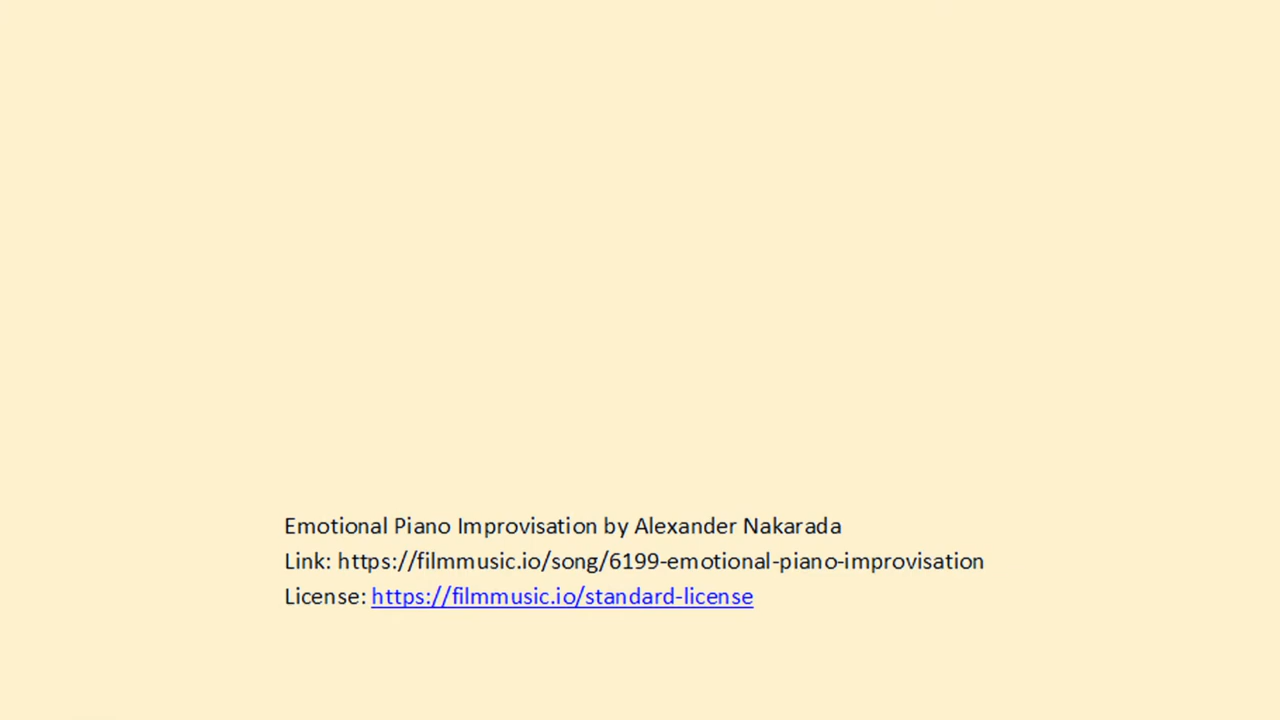 Emotional Piano Improvisation by Alexander Nakarada
Link: https://filmmusic.io/song/6199-emotional-piano-improvisation
License: https://filmmusic.io/standard-license